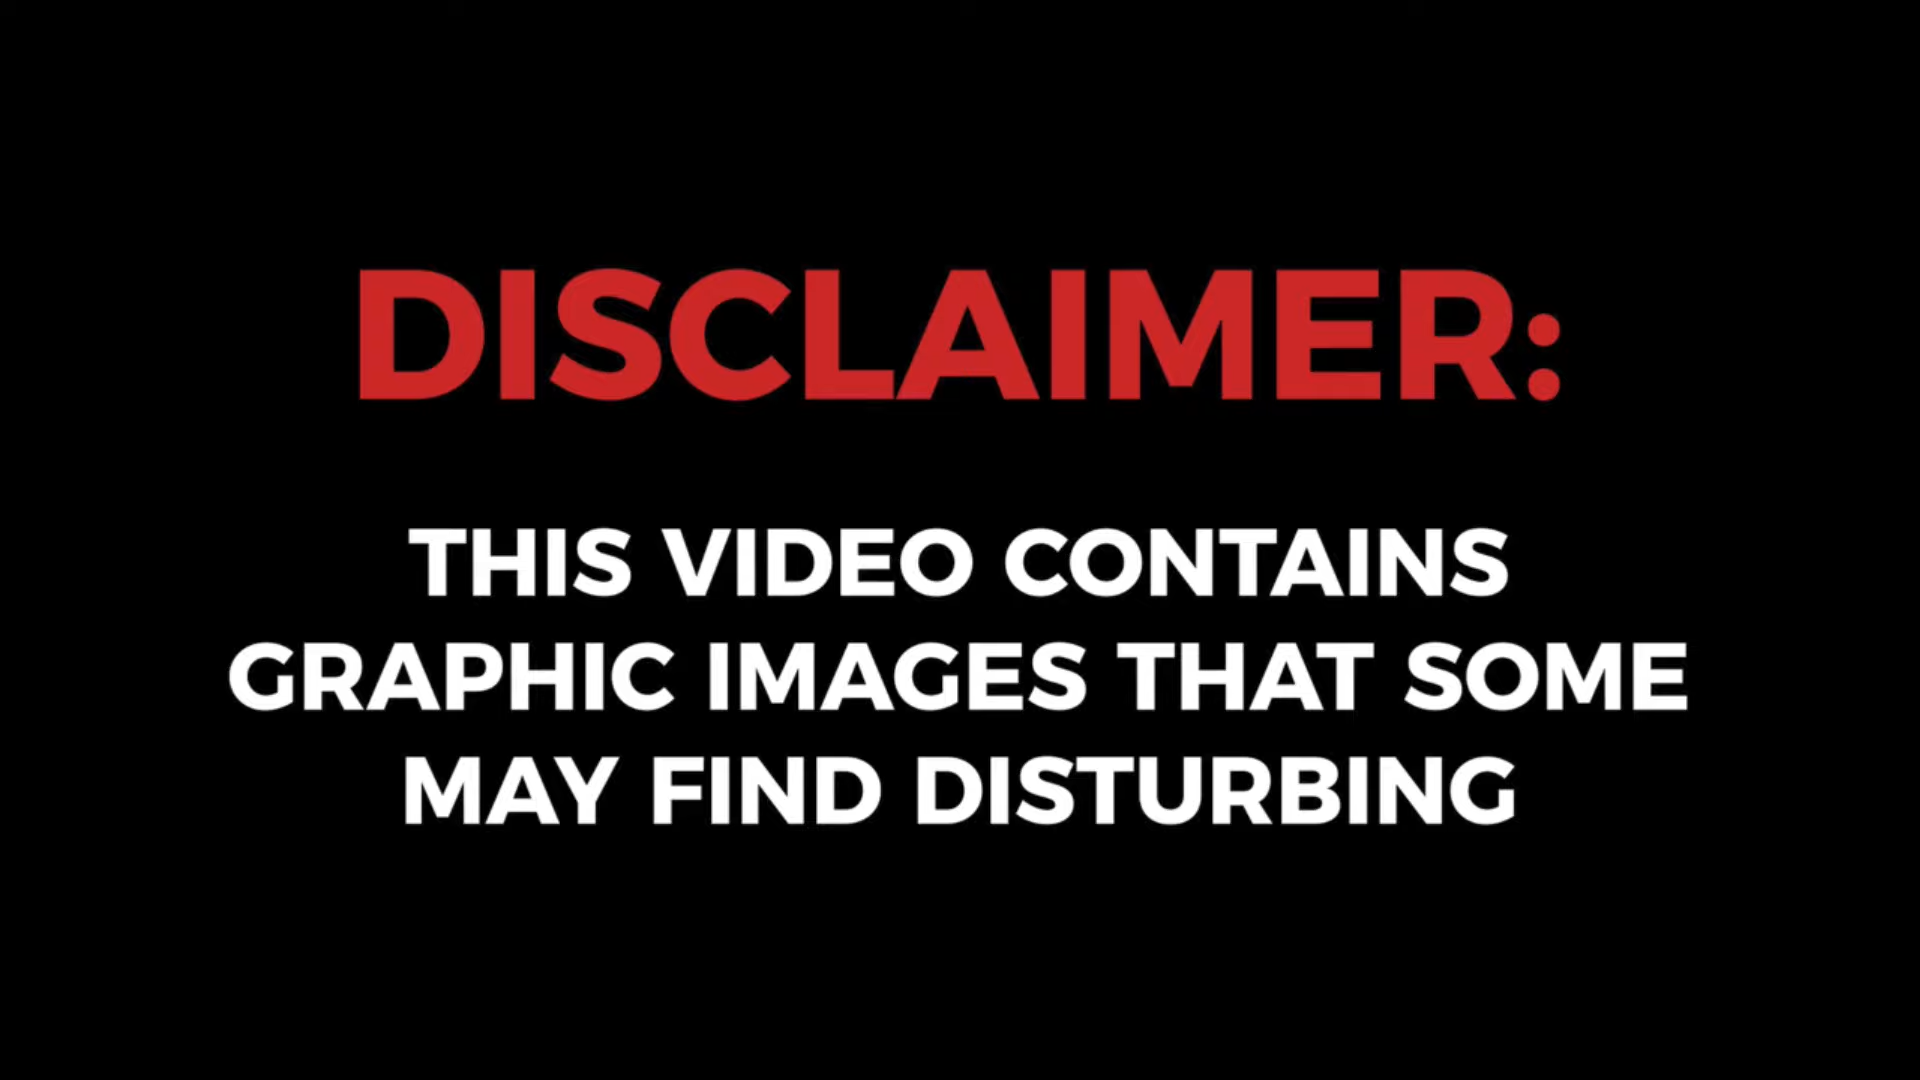 DISCLAIMER:
THIS VIDEO CONTAINS
GRAPHIC IMAGES THAT SOME
MAY FIND DISTURBING